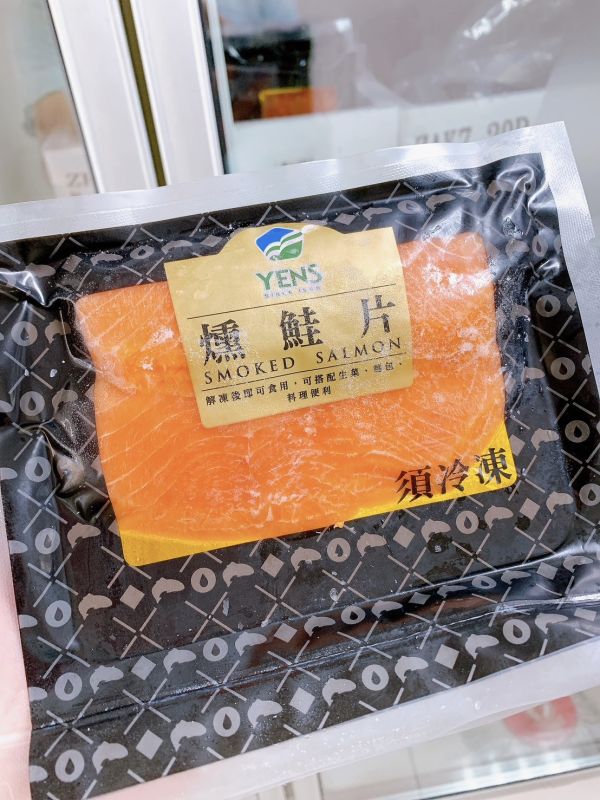 YENS
SINCE 1989
燻鮭片
SMOKED SALMON
解凍後即可食用，可搭配生菜、麵包，
料理便利
須冷凍